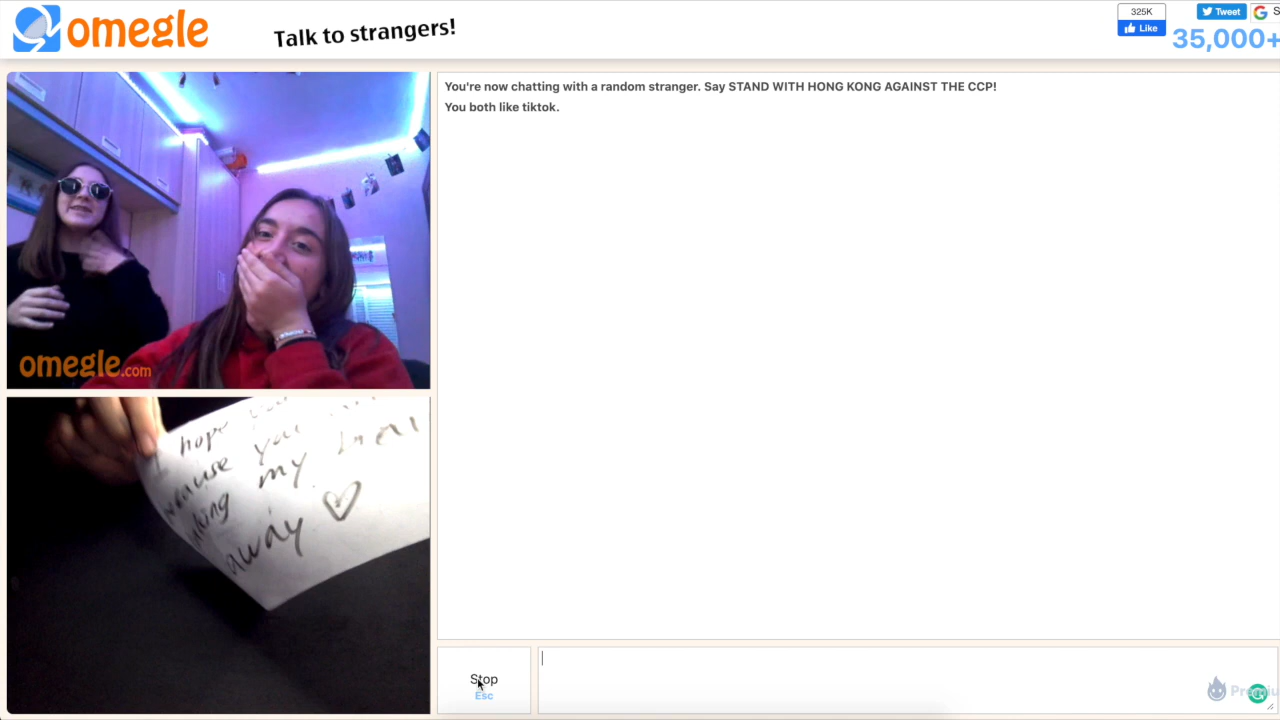 omegle
Talk to strangers!
325K
Like
Tweet
35,000+
You're now chatting with a random stranger. Say STAND WITH HONG KONG AGAINST THE CCP!
You both like tiktok.
omegle.com
I hope
because you
my
away ♡
Stop
Esc